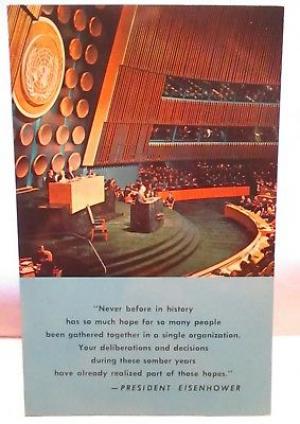 "Never before in history
has so much hope for so many people
been gathered together in a single organization.
Your deliberations and decisions
during these somber years
have already realized part of those hopes."
—PRESIDENT EISENHOWER